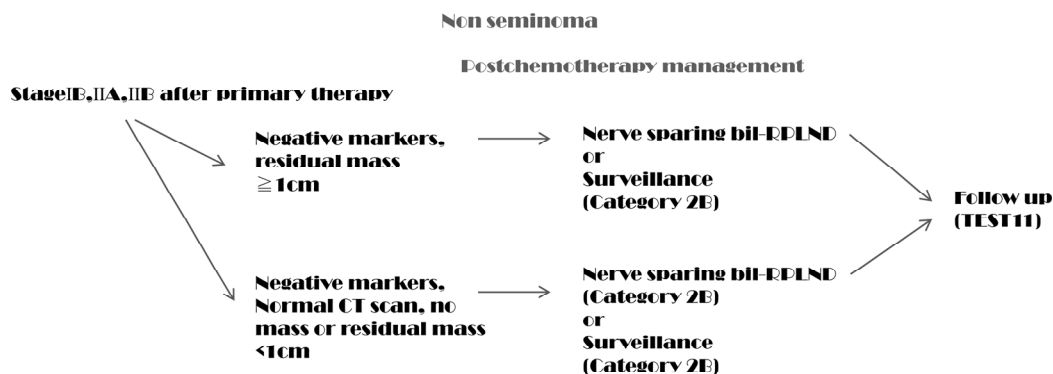 Non seminoma
Postchemotherapy management
StageⅠB,ⅡA,ⅡB after primary therapy
Negative markers,
residual mass
≧1cm
Nerve sparing bil-RPLND
or
Surveillance
(Category 2B)
Follow up
(TEST11)
Negative markers,
Normal CT scan, no
mass or residual mass
<1cm
Nerve sparing bil-RPLND
(Category 2B)
or
Surveillance
(Category 2B)